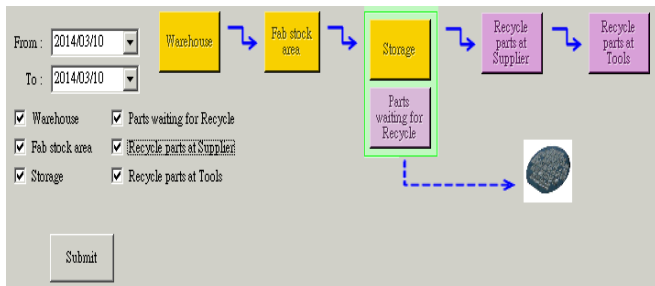 From :
2014/03/10
To :
2014/03/10
Warehouse
Parts waiting for Recycle
Fab stock area
Recycle parts at Supplier
Storage
Recycle parts at Tools
Submit
Warehouse
Fab stock
area
Storage
Parts
waiting for
Recycle
Recycle
parts at
Supplier
Recycle
parts at
Tools